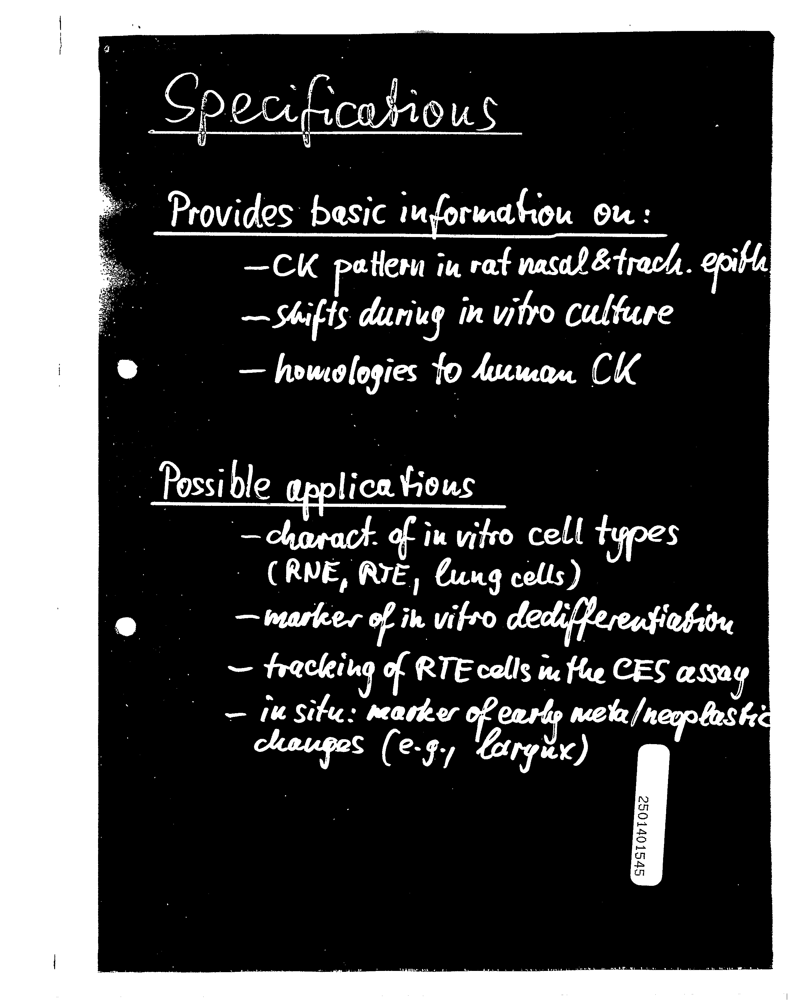 Specifications
Provides basic information on:
– CK pattern in rat nasal & trach. epith
– shifts during in vitro culture
– homologies to human CK
Possible applications
– charact. of in vitro cell types
(RNE, RTE, lung cells)
– marker of in vitro dedifferentiation
– tracking of RTE cells in the CES assay
– in situ: marker of early meta/neoplastic
changes (e.g., larynx)
2501401545